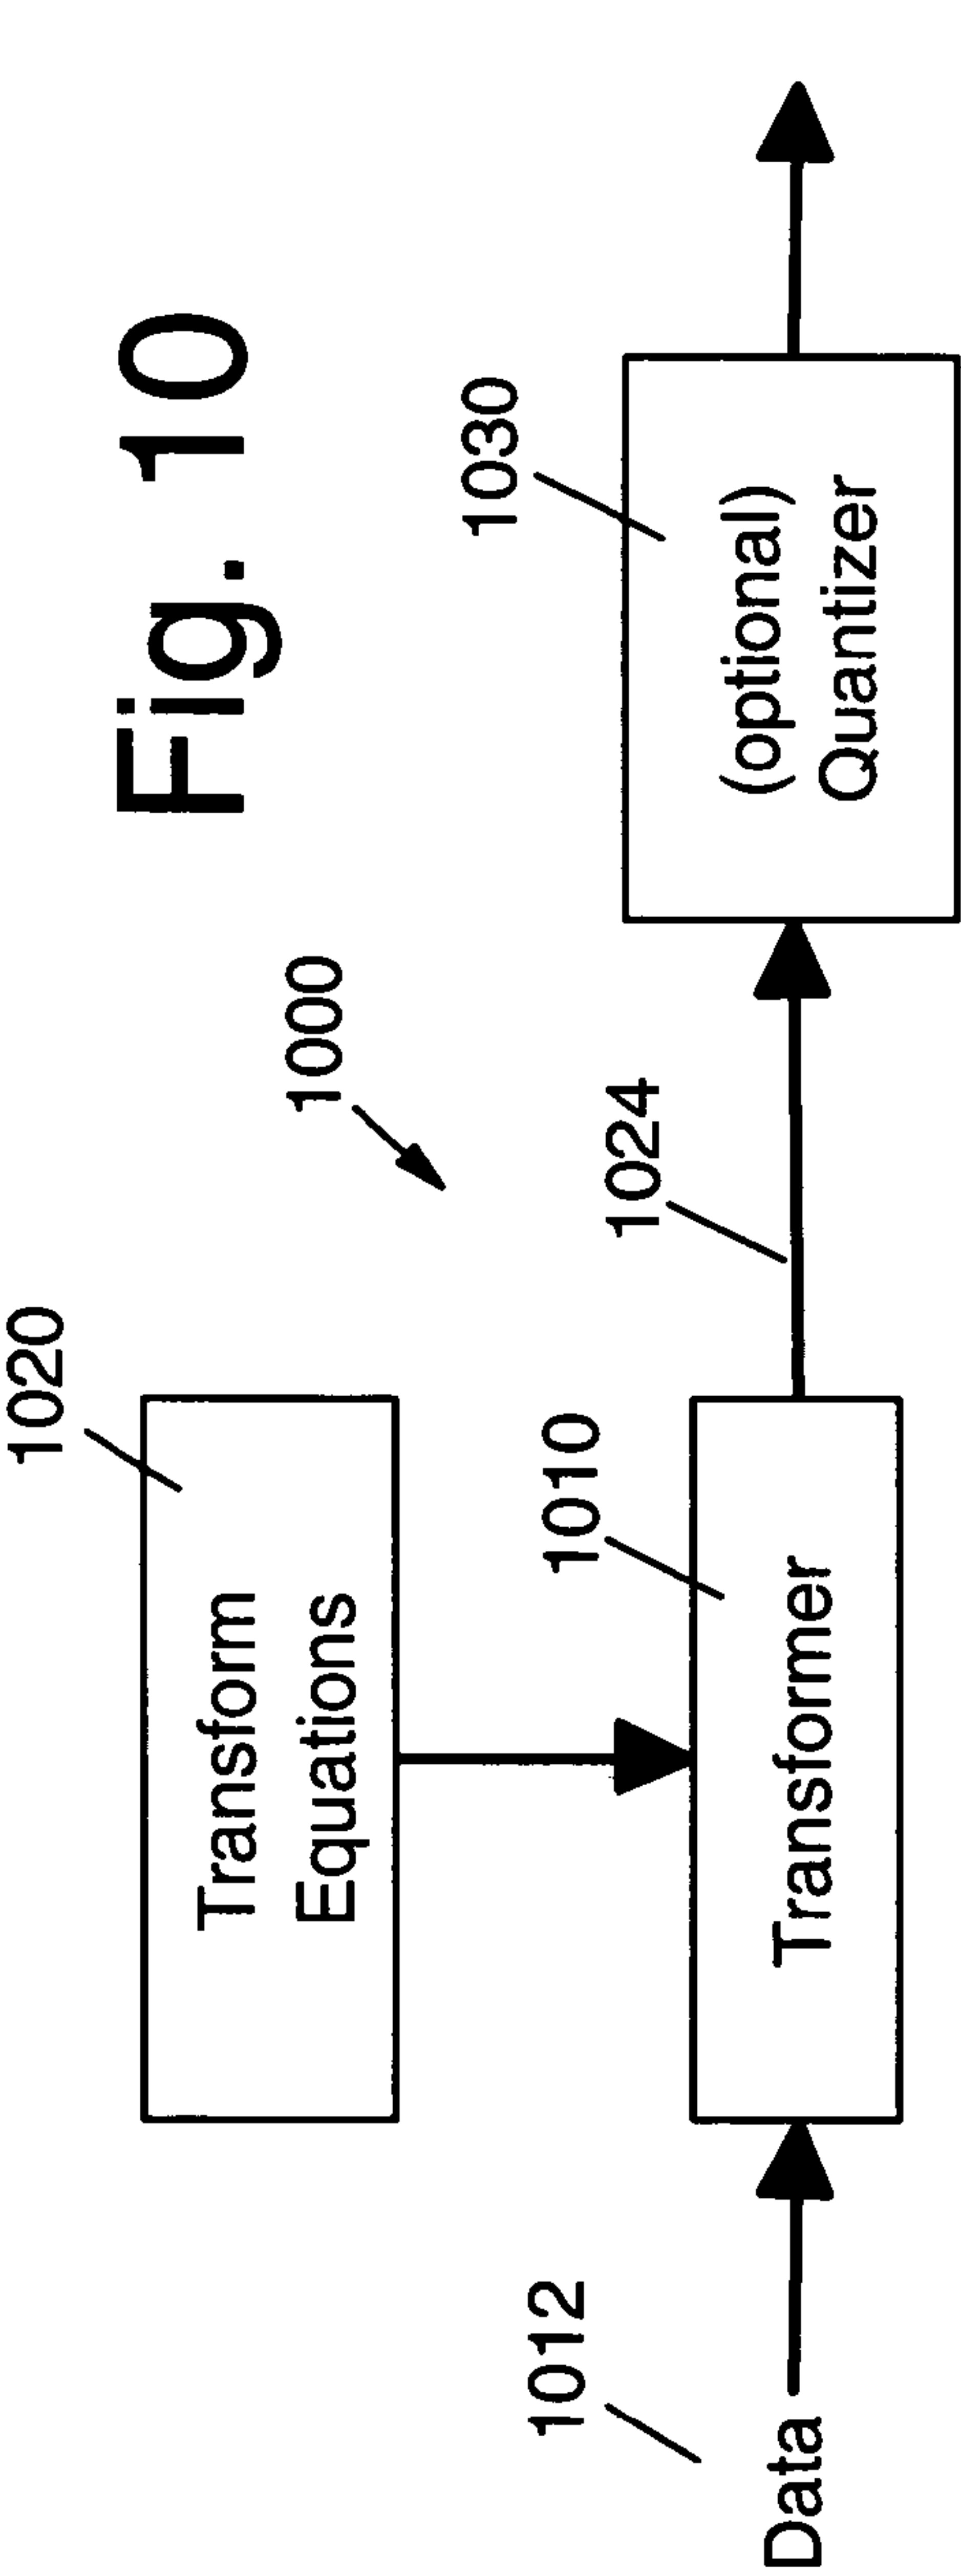 Fig. 10
1000
1020
Transform
Equations
1010
Transformer
1012
Data
1024
1030
(optional)
Quantizer